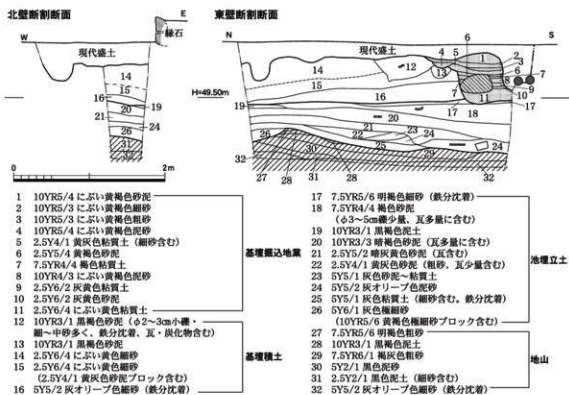 北壁断割断面
東壁断割断面
W
E
縁石
N
S
現代盛土
現代盛土
H=49.50m
0
2m
1 10YR5/4 にぶい黄褐色砂泥
2 10YR5/3 にぶい黄褐色細砂
3 10YR5/3 にぶい黄褐色粗砂
4 10YR5/4 にぶい黄褐色泥砂
5 2.5Y4/1 黄灰色粘質土(細砂含む)
6 2.5Y5/4 黄褐色砂泥
7 7.5YR4/4 褐色粘質土
8 10YR4/3 にぶい黄褐色泥砂
9 2.5Y6/2 灰黄色粘質土
10 2.5Y6/2 灰黄色砂泥
11 2.5Y6/4 にぶい黄色粘質土
基壇掘込地業
12 10YR3/1 黒褐色砂泥(φ2〜3㎝小礫・
細〜中砂多く、鉄分沈着、瓦・炭化物含む)
13 10YR3/1 黒褐色砂泥
14 2.5Y6/4 にぶい黄色細砂
15 2.5Y6/4 にぶい黄色細砂
(2.5Y4/1 黄灰色砂泥ブロック含む)
16 5Y5/2 灰オリーブ色細砂(鉄分沈着)
基壇積土
17 7.5YR5/6 明褐色細砂(鉄分沈着)
18 7.5YR4/4 褐色泥砂
(φ3〜5㎝礫少量、瓦多量に含む)
19 10YR3/1 黒褐色泥土
20 10YR3/3 暗褐色砂泥(瓦多量に含む)
21 2.5Y5/2 暗灰黄色砂泥(瓦含む)
22 2.5Y4/1 黄灰色砂泥(粗砂、瓦少量含む)
23 5Y5/1 灰色砂泥〜粘質土
24 5Y5/2 灰オリーブ色泥砂
25 5Y5/1 灰色粘質土(細砂含む。鉄分沈着)
26 5Y6/1 灰色極細砂
(10YR5/6 黄褐色極細砂ブロック含む)
池埋立土
27 7.5YR5/6 明褐色粗砂
28 10YR3/1 黒褐色泥土
29 7.5YR6/1 褐灰色粗砂
30 5Y2/1 黒色泥砂
31 2.5Y2/1 黒色泥土(細砂含む)
32 5Y5/2 灰オリーブ色細砂(鉄分沈着)
地山